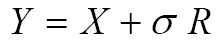 Y = X + σ R